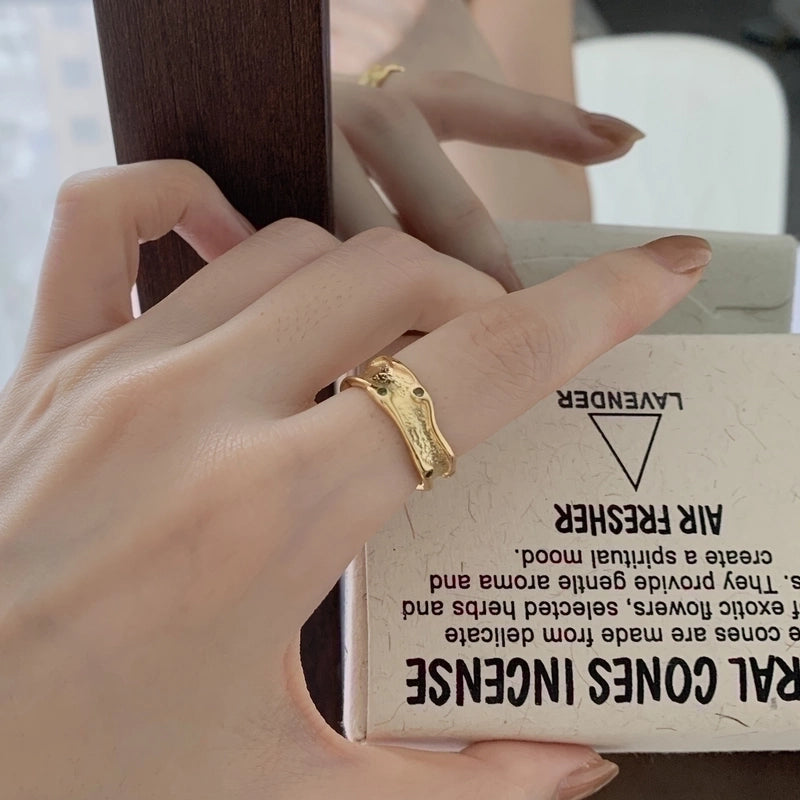 RAL CONES INCENSE
e cones are made from delicate
f exotic flowers, selected herbs and
s. They provide gentle aroma and
create a spiritual mood.
AIR FRESHER
LAVENDER